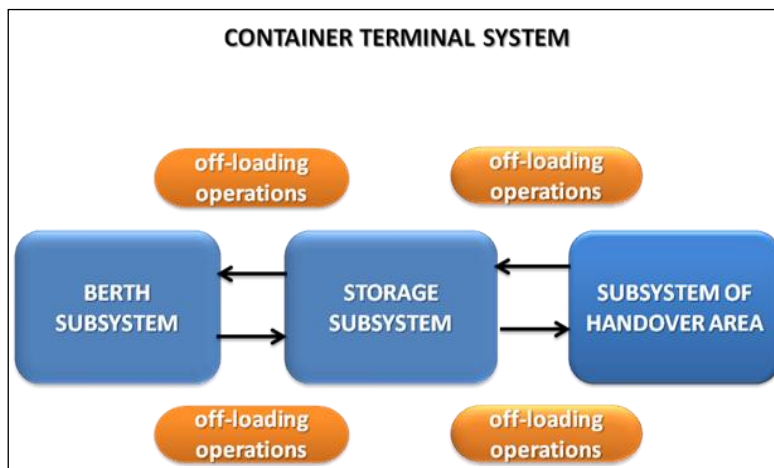 CONTAINER TERMINAL SYSTEM
off-loading
operations
off-loading
operations
BERTH
SUBSYSTEM
STORAGE
SUBSYSTEM
SUBSYSTEM OF
HANDOVER AREA
off-loading
operations
off-loading
operations